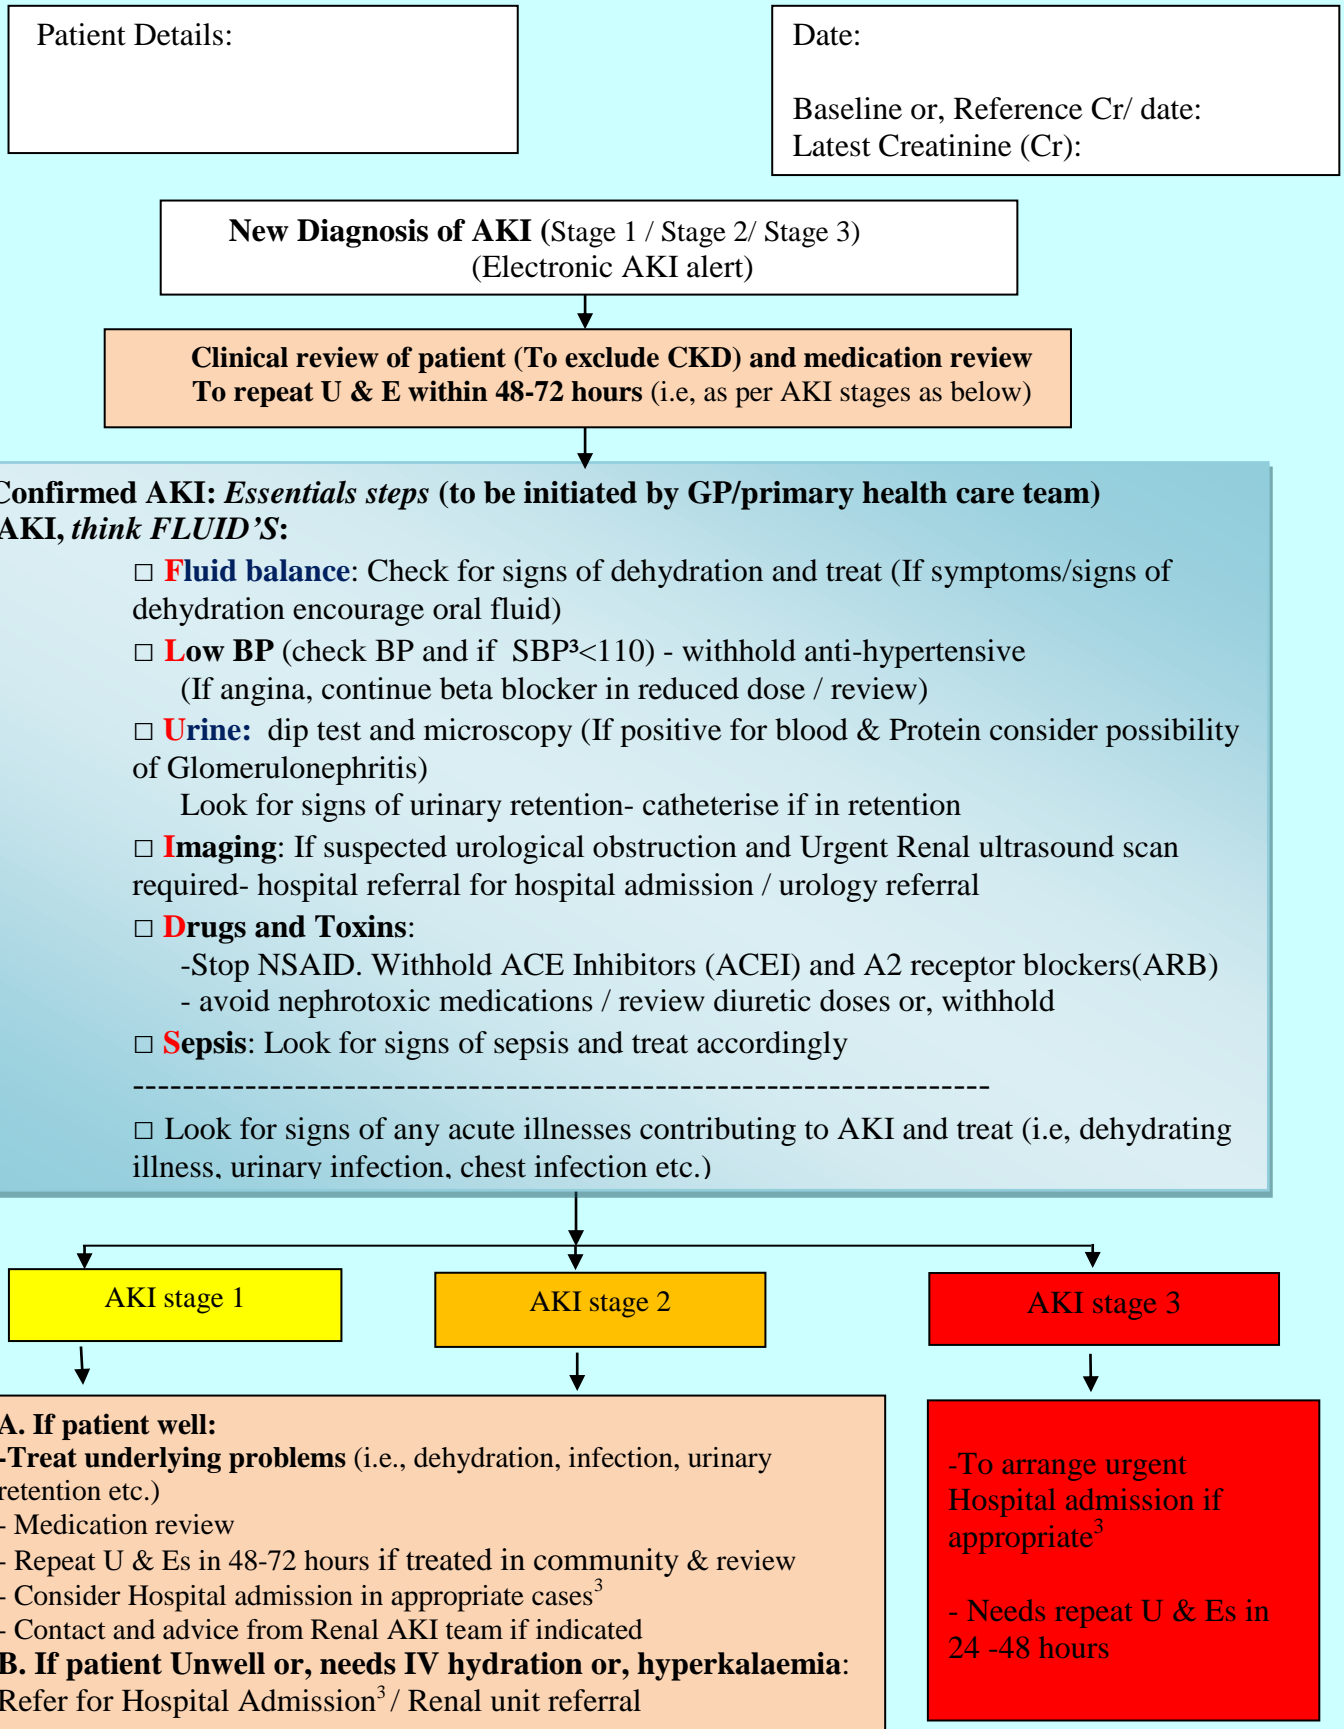 Patient Details:
Date:
Baseline or, Reference Cr/ date:
Latest Creatinine (Cr):
New Diagnosis of AKI (Stage 1 / Stage 2/ Stage 3)
(Electronic AKI alert)
Clinical review of patient (To exclude CKD) and medication review
To repeat U & E within 48-72 hours (i.e, as per AKI stages as below)
Confirmed AKI: Essentials steps (to be initiated by GP/primary health care team)
AKI, think FLUID’S:
□ Fluid balance: Check for signs of dehydration and treat (If symptoms/signs of
dehydration encourage oral fluid)
□ Low BP (check BP and if  SBP³<110) - withhold anti-hypertensive
(If angina, continue beta blocker in reduced dose / review)
□ Urine:  dip test and microscopy (If positive for blood & Protein consider possibility
of Glomerulonephritis)
Look for signs of urinary retention- catheterise if in retention
□ Imaging: If suspected urological obstruction and Urgent Renal ultrasound scan
required- hospital referral for hospital admission / urology referral
□ Drugs and Toxins:
-Stop NSAID. Withhold ACE Inhibitors (ACEI) and A2 receptor blockers(ARB)
- avoid nephrotoxic medications / review diuretic doses or, withhold
□ Sepsis: Look for signs of sepsis and treat accordingly
---------------------------------------------------------------------
□ Look for signs of any acute illnesses contributing to AKI and treat (i.e, dehydrating
illness, urinary infection, chest infection etc.)
AKI stage 1
AKI stage 2
AKI stage 3
A. If patient well:
-Treat underlying problems (i.e., dehydration, infection, urinary
retention etc.)
- Medication review
- Repeat U & Es in 48-72 hours if treated in community & review
- Consider Hospital admission in appropriate cases³
- Contact and advice from Renal AKI team if indicated
B. If patient Unwell or, needs IV hydration or, hyperkalaemia:
Refer for Hospital Admission³ / Renal unit referral
-To arrange urgent
Hospital admission if
appropriate³
- Needs repeat U & Es in
24 -48 hours